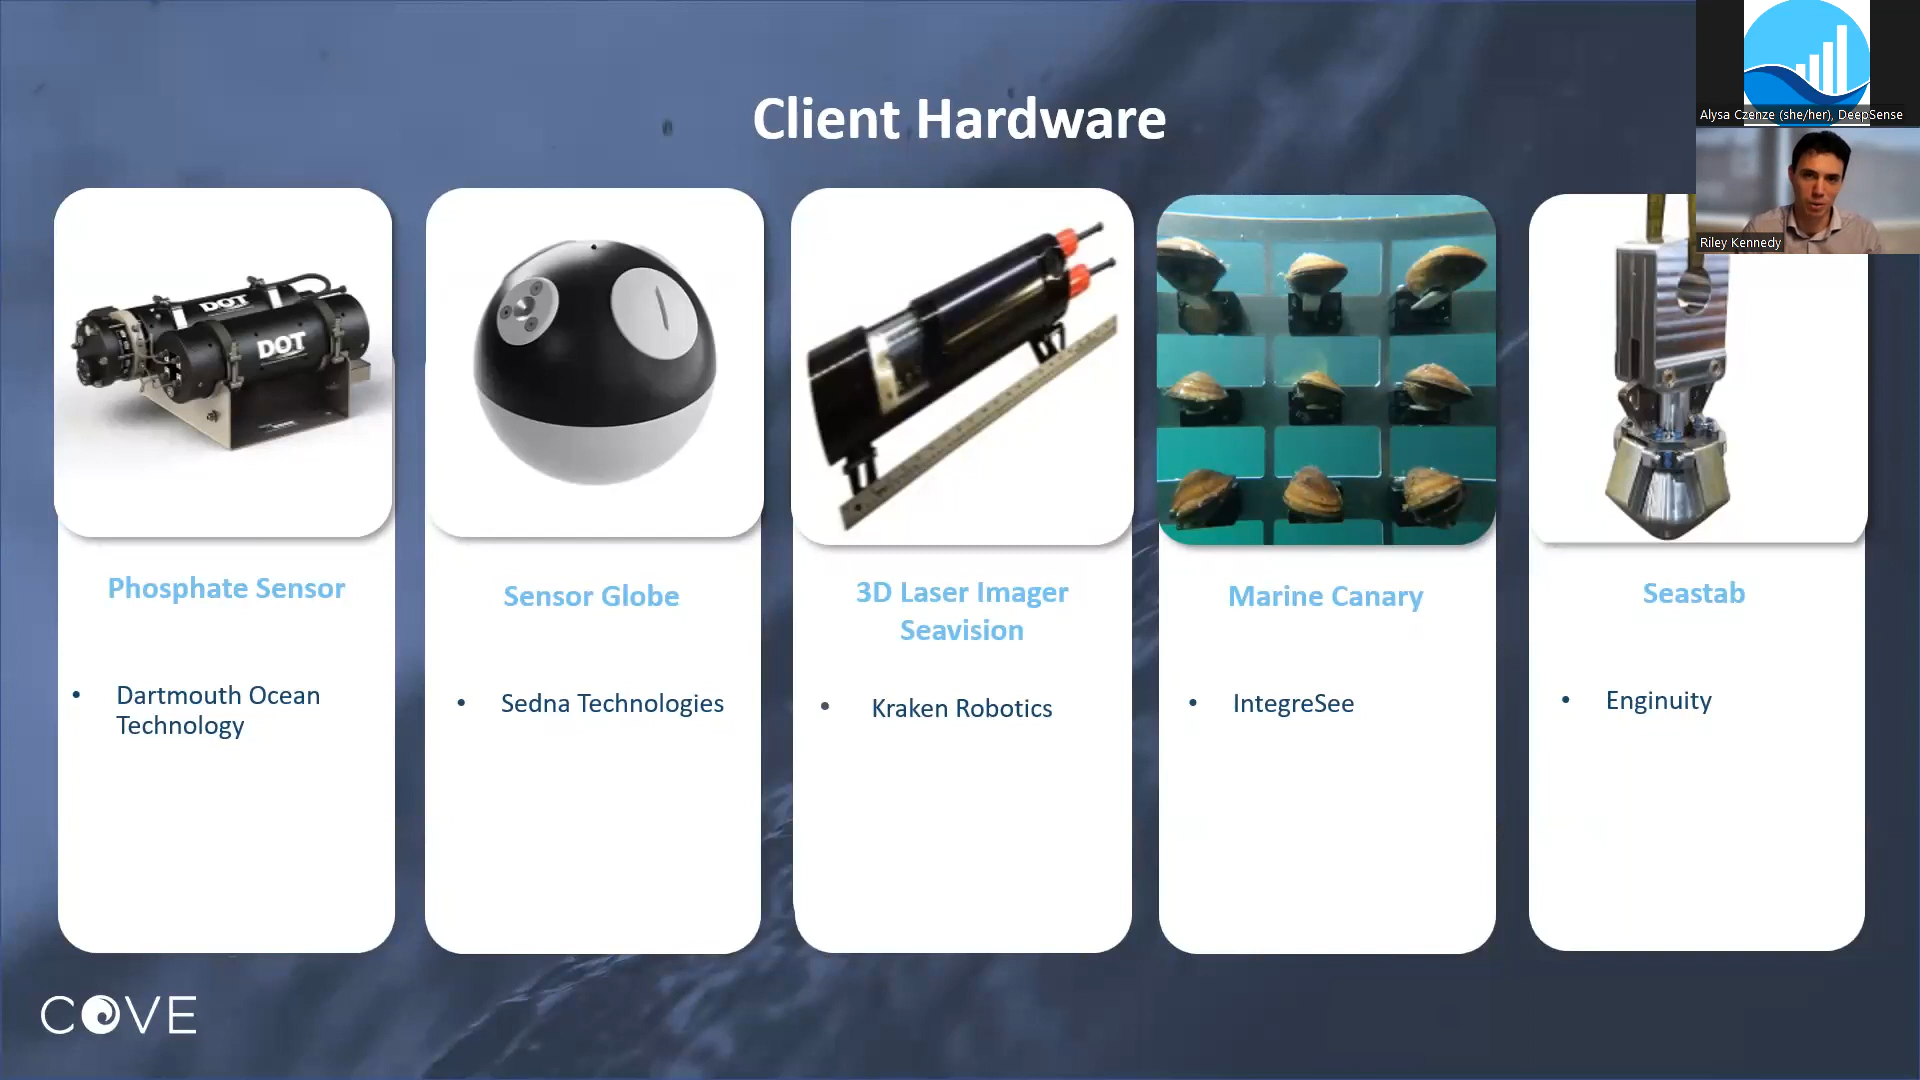 Client Hardware
Alysa Czenze (she/her), DeepSense
Riley Kennedy
DOT
DOT
Phosphate Sensor
• Dartmouth Ocean
Technology
Sensor Globe
• Sedna Technologies
3D Laser Imager
Seavision
• Kraken Robotics
Marine Canary
• IntegreSee
Seastab
• Enginuity
COVE